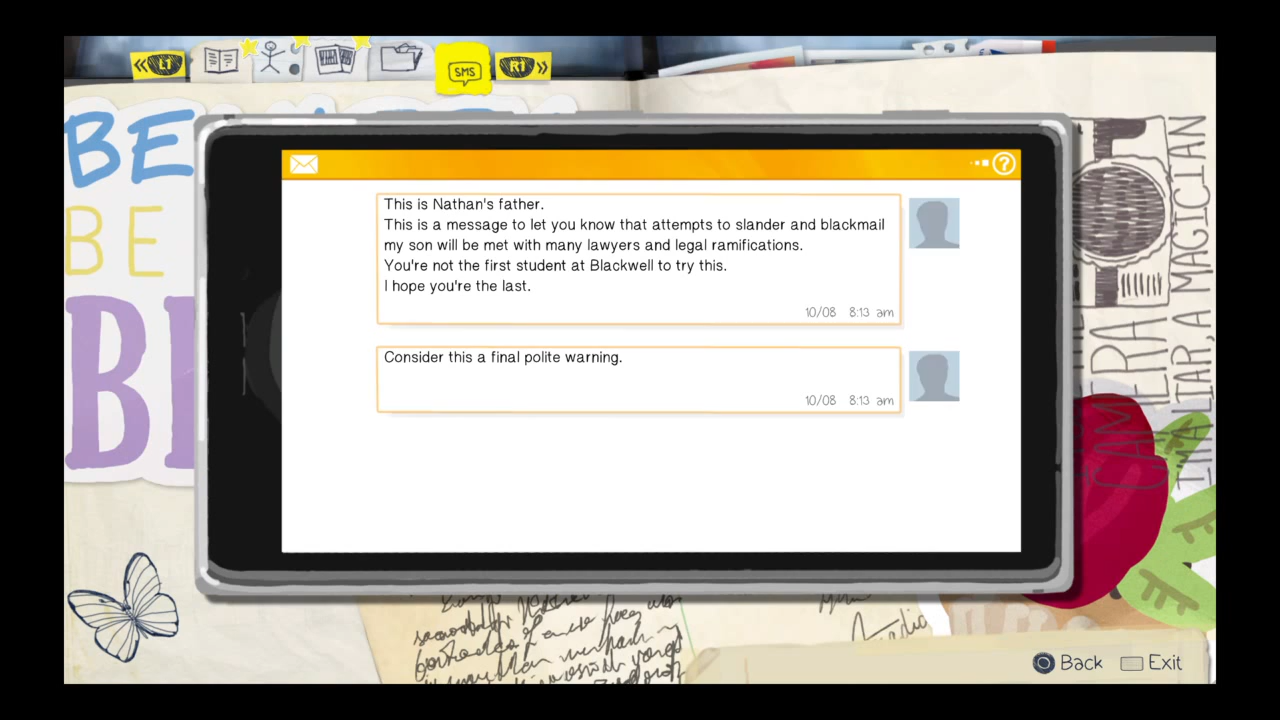 L1
SMS
R1
?
BE
BE
This is Nathan's father.
This is a message to let you know that attempts to slander and blackmail
my son will be met with many lawyers and legal ramifications.
You're not the first student at Blackwell to try this.
I hope you're the last.
10/08 8:13 am
Consider this a final polite warning.
10/08 8:13 am
CAMERA
I'M A LIAR, A MAGICIAN
Back
Exit